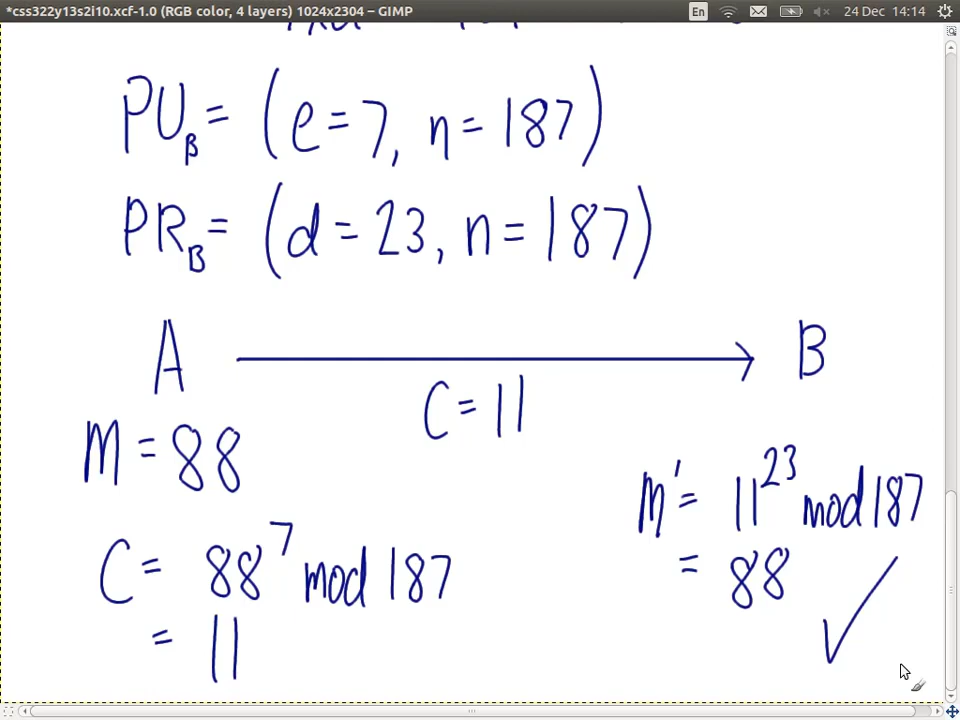 *css322y13s2i10.xcf-1.0 (RGB color, 4 layers) 1024x2304 – GIMP En 24 Dec 14:14
PU_B = (e = 7, n = 187)
PR_B = (d = 23, n = 187)
A B
C = 11
M = 88
M' = 11^23 mod 187
= 88
C = 88^7 mod 187
= 11